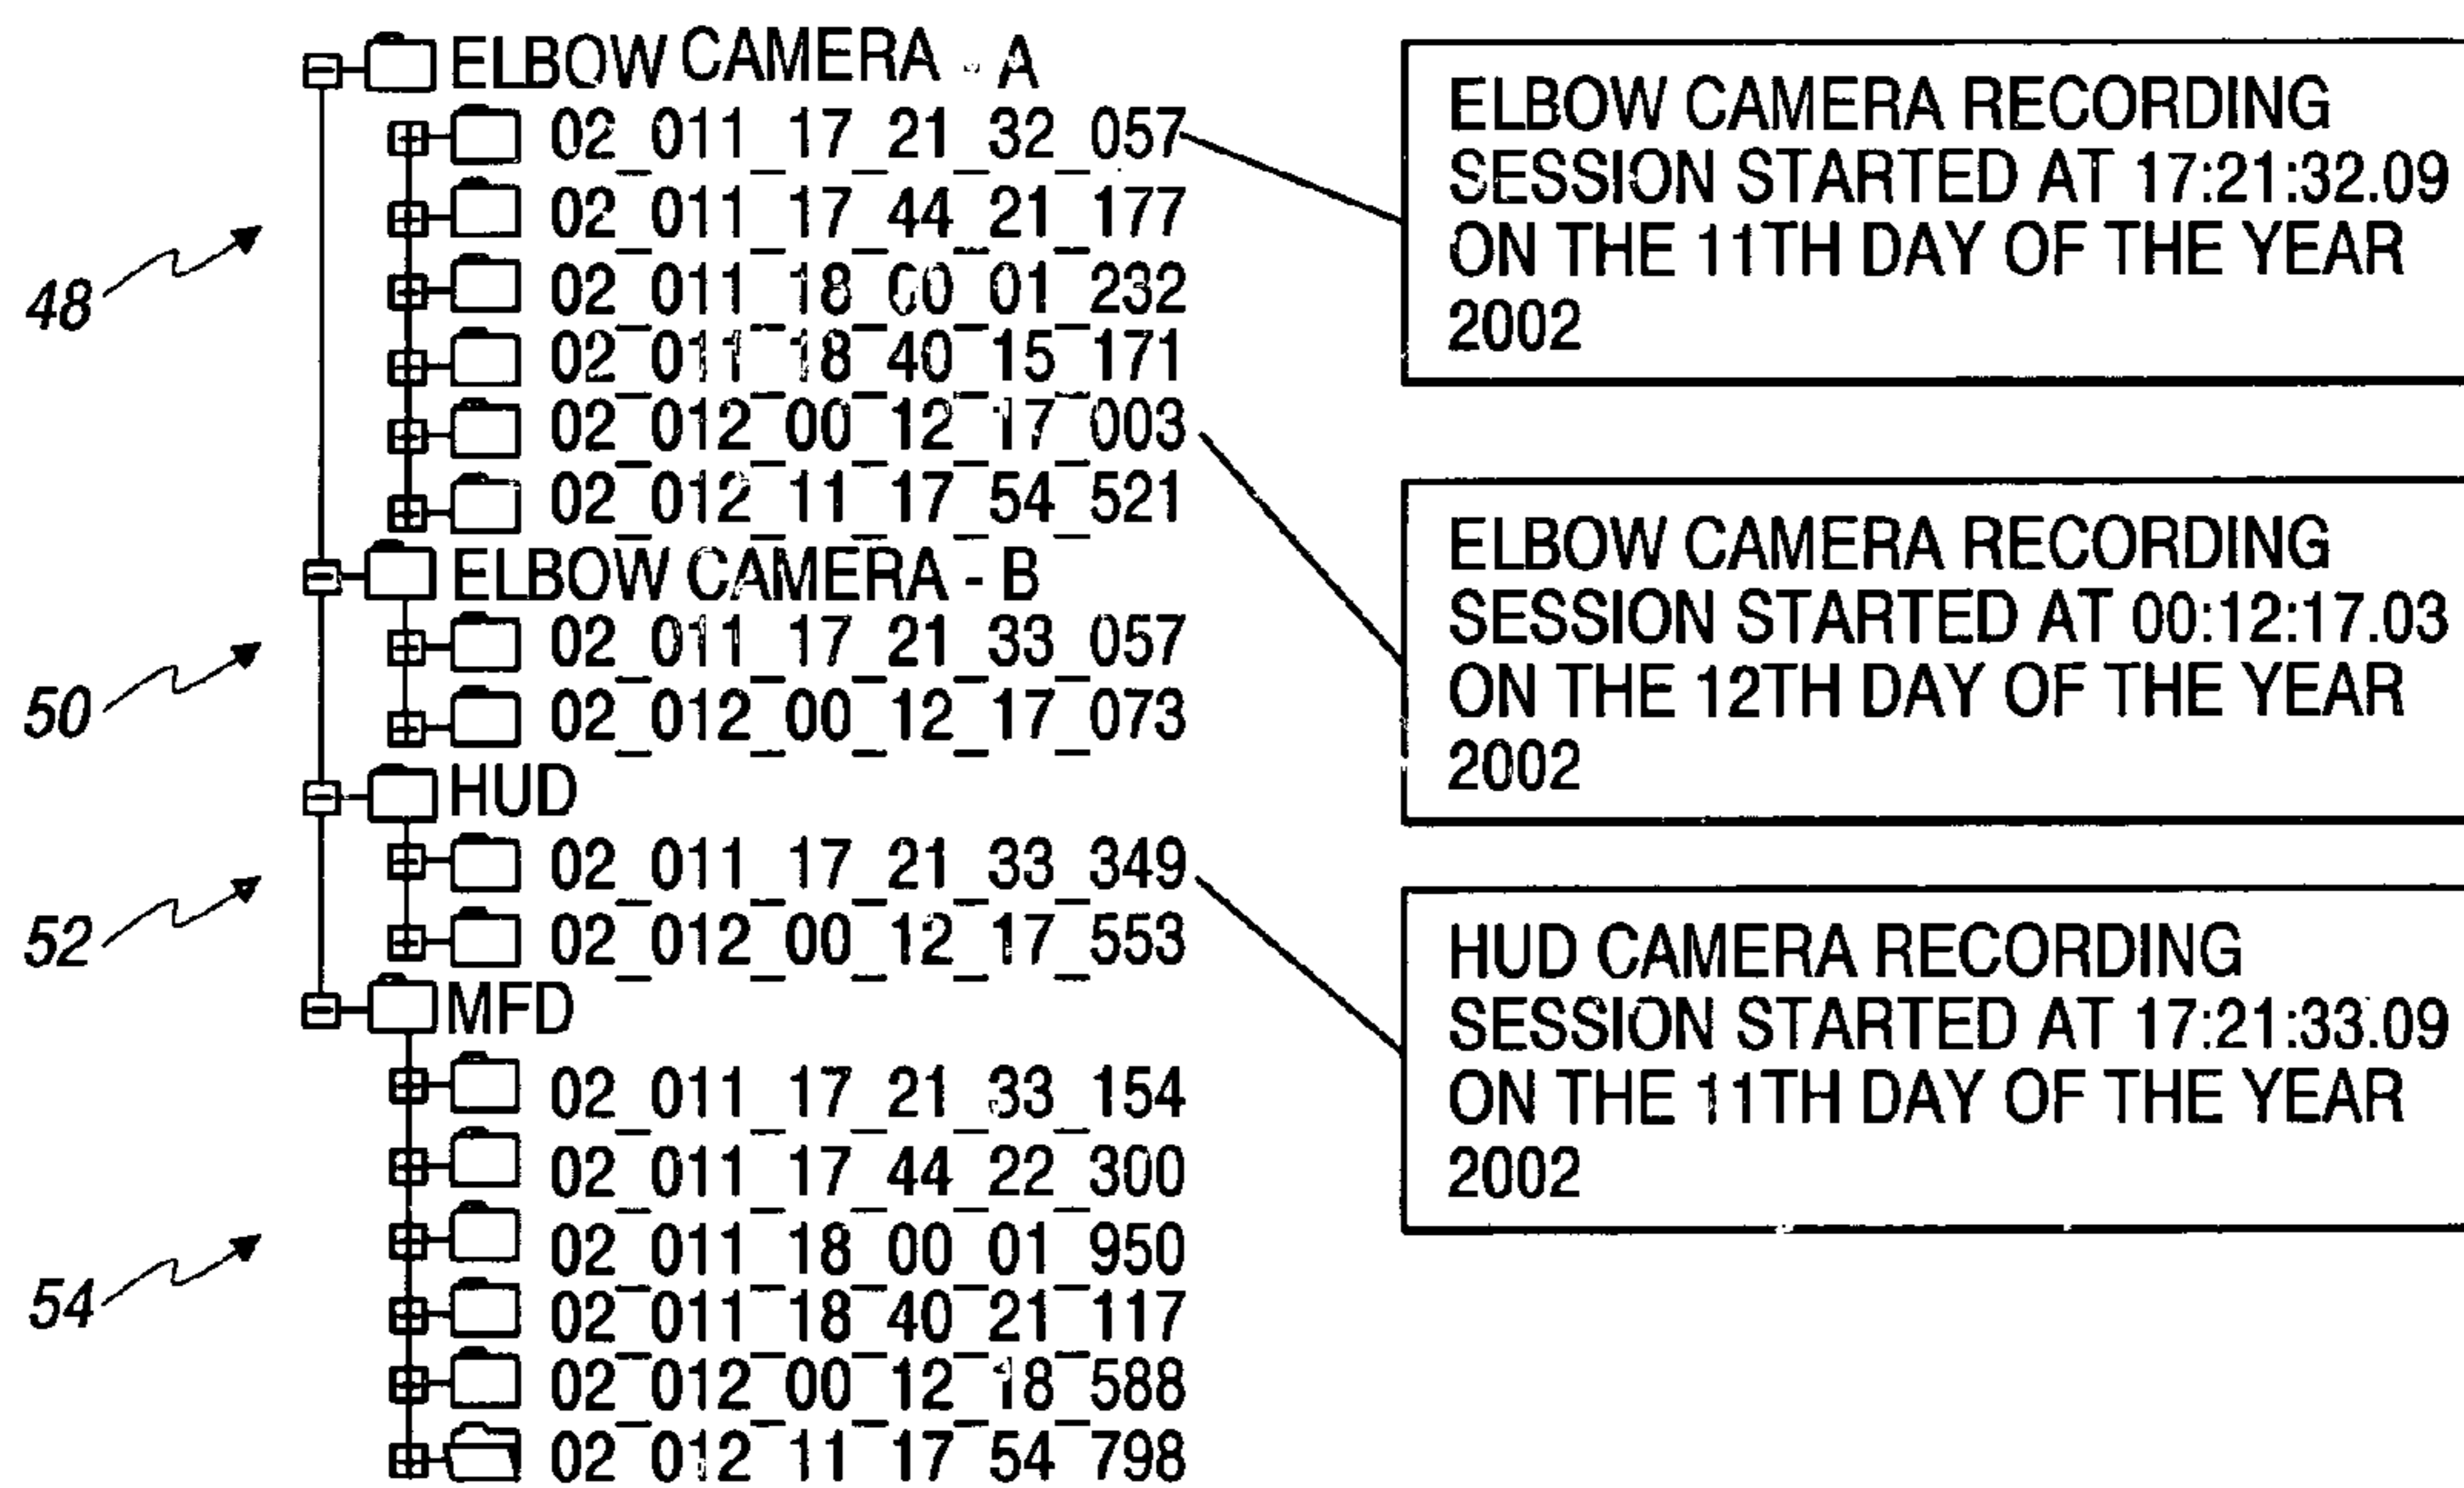 ELBOW CAMERA - A
02_011_17_21_32_057
02_011_17_44_21_177
02_011_18_00_01_232
02_011_18_40_15_171
02_012_00_12_17_003
02_012_11_17_54_521
48
ELBOW CAMERA - B
02_011_17_21_33_057
02_012_00_12_17_073
50
HUD
02_011_17_21_33_349
02_012_00_12_17_553
52
MFD
02_011_17_21_33_154
02_011_17_44_22_300
02_011_18_00_01_950
02_011_18_40_21_117
02_012_00_12_18_588
02_012_11_17_54_798
54
ELBOW CAMERA RECORDING
SESSION STARTED AT 17:21:32.09
ON THE 11TH DAY OF THE YEAR
2002
ELBOW CAMERA RECORDING
SESSION STARTED AT 00:12:17.03
ON THE 12TH DAY OF THE YEAR
2002
HUD CAMERA RECORDING
SESSION STARTED AT 17:21:33.09
ON THE 11TH DAY OF THE YEAR
2002